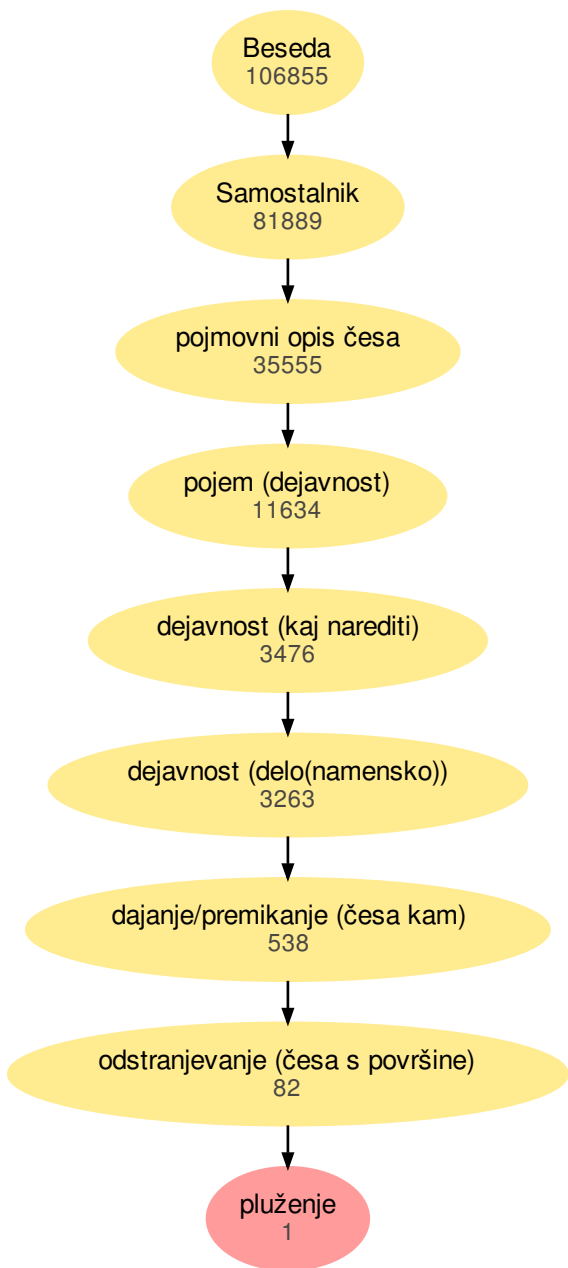 Beseda
106855
Samostalnik
81889
pojmovni opis česa
35555
pojem (dejavnost)
11634
dejavnost (kaj narediti)
3476
dejavnost (delo(namensko))
3263
dajanje/premikanje (česa kam)
538
odstranjevanje (česa s površine)
82
pluženje
1